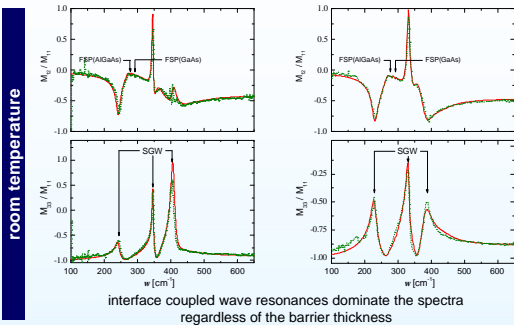 room temperature
1.0
FSP(AlGaAs)
FSP(GaAs)
0.5
0.0
-0.5
-1.0
M12 / M11
1.0
FSP(AlGaAs)
FSP(GaAs)
0.5
0.0
-0.5
-1.0
M12 / M11
1.33
1.0
SGW
0.5
0.0
-0.5
-1.0
M33 / M11
100 200 300 400 500 600
w [cm-1]
SGW
-0.25
-0.50
-0.75
-1.00
M33 / M11
100 200 300 400 500 600
w [cm-1]
interface coupled wave resonances dominate the spectra
regardless of the barrier thickness